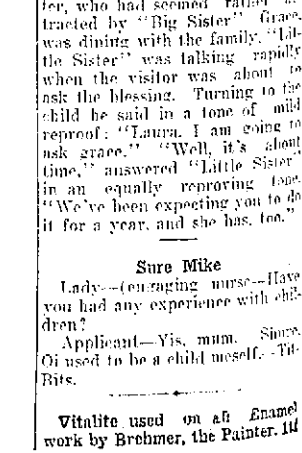 ter, who had seemed rather at-
tracted by "Big Sister" Grace,
was dining with the family. "Lit-
tle Sister" was talking rapidly
when the visitor was about to
ask the blessing. Turning to the
child he said in a tone of mild
reproof: "Laura, I am going to
ask grace." "Well, it's about
time," answered "Little Sister"
in an equally reproving tone.
"We've been expecting you to do
it for a year, and she has, too."
Sure Mike
Lady--(engaging nurse--Have
you had any experience with chil-
dren?
Applicant--Yis, mum. Shure,
Oi used to be a child meself.--Tit-
Bits.
Vitalite used on all Enamel
work by Brehmer, the Painter. 1tf